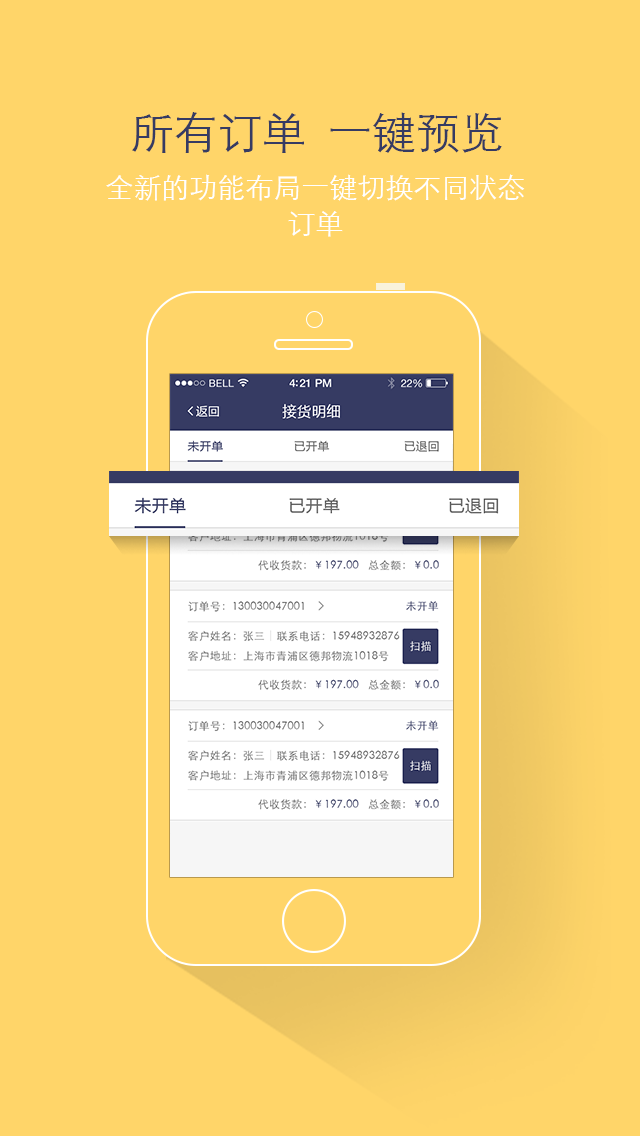 所有订单 一键预览
全新的功能布局一键切换不同状态
订单
BELL 4:21 PM 22%
返回 接货明细
未开单 已开单 已退回
未开单 已开单 已退回
客户地址：上海市青浦区德邦物流1018号
代收货款：￥197.00 总金额：￥0.0
订单号：130030047001 > 未开单
客户姓名：张三 联系电话：15948932876
扫描
客户地址：上海市青浦区德邦物流1018号
代收货款：￥197.00 总金额：￥0.0
订单号：130030047001 > 未开单
客户姓名：张三 联系电话：15948932876
扫描
客户地址：上海市青浦区德邦物流1018号
代收货款：￥197.00 总金额：￥0.0